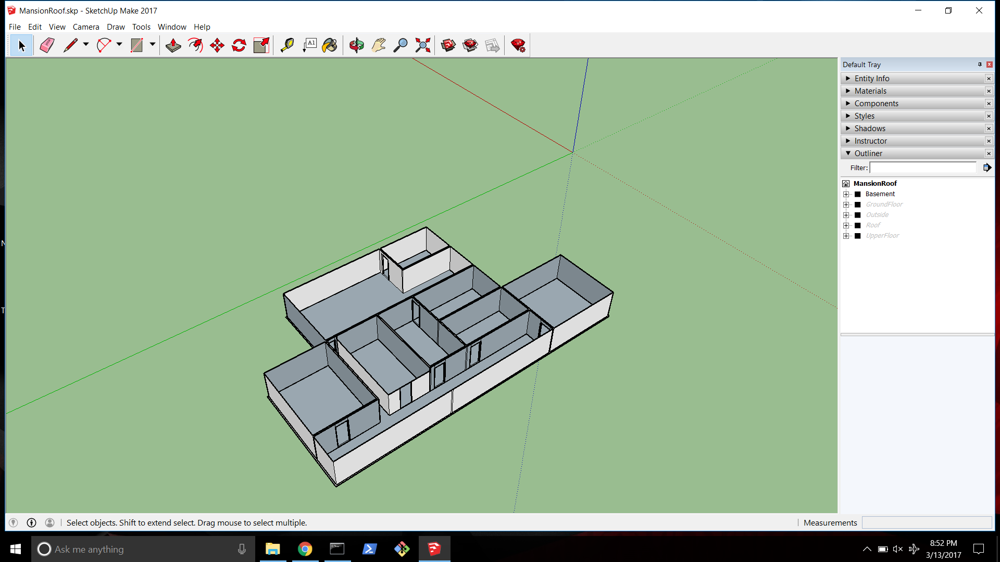 MansionRoof.skp - SketchUp Make 2017
File Edit View Camera Draw Tools Window Help
A1
Default Tray
Entity Info
Materials
Components
Styles
Shadows
Instructor
Outliner
Filter:
MansionRoof
Basement
GroundFloor
Outside
Roof
UpperFloor
N
T
Select objects. Shift to extend select. Drag mouse to select multiple.
Measurements
Ask me anything
8:52 PM
3/13/2017